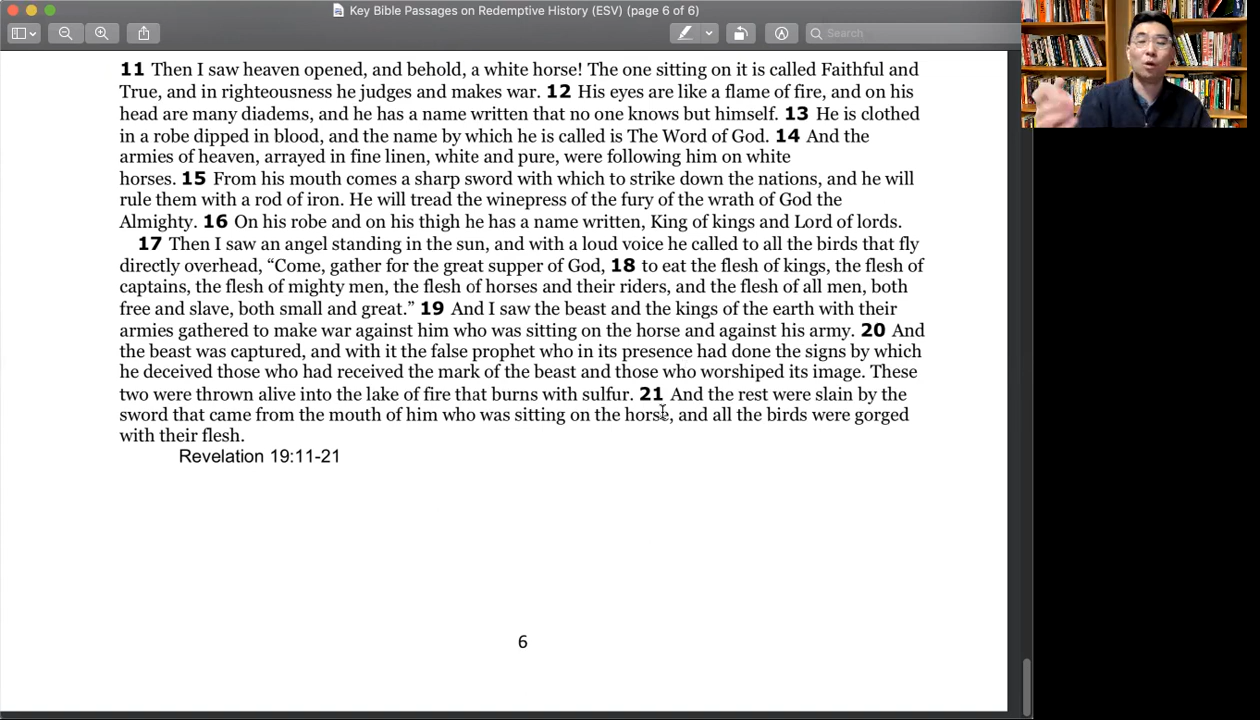 Key Bible Passages on Redemptive History (ESV) (page 6 of 6)
Search
11 Then I saw heaven opened, and behold, a white horse! The one sitting on it is called Faithful and
True, and in righteousness he judges and makes war. 12 His eyes are like a flame of fire, and on his
head are many diadems, and he has a name written that no one knows but himself. 13 He is clothed
in a robe dipped in blood, and the name by which he is called is The Word of God. 14 And the
armies of heaven, arrayed in fine linen, white and pure, were following him on white
horses. 15 From his mouth comes a sharp sword with which to strike down the nations, and he will
rule them with a rod of iron. He will tread the winepress of the fury of the wrath of God the
Almighty. 16 On his robe and on his thigh he has a name written, King of kings and Lord of lords.
17 Then I saw an angel standing in the sun, and with a loud voice he called to all the birds that fly
directly overhead, “Come, gather for the great supper of God, 18 to eat the flesh of kings, the flesh of
captains, the flesh of mighty men, the flesh of horses and their riders, and the flesh of all men, both
free and slave, both small and great.” 19 And I saw the beast and the kings of the earth with their
armies gathered to make war against him who was sitting on the horse and against his army. 20 And
the beast was captured, and with it the false prophet who in its presence had done the signs by which
he deceived those who had received the mark of the beast and those who worshiped its image. These
two were thrown alive into the lake of fire that burns with sulfur. 21 And the rest were slain by the
sword that came from the mouth of him who was sitting on the horse, and all the birds were gorged
with their flesh.
Revelation 19:11-21
6